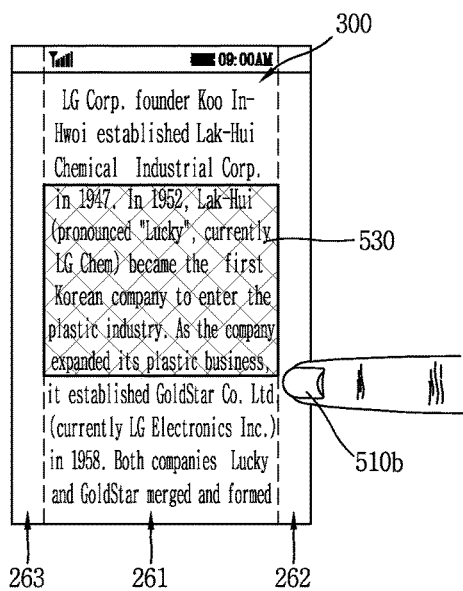 300
09:00AM
LG Corp. founder Koo In-
Hwoi established Lak-Hui
Chemical Industrial Corp.
in 1947. In 1952, Lak-Hui
(pronounced "Lucky", currently
530
LG Chem) became the first
Korean company to enter the
plastic industry. As the company
expanded its plastic business,
it established GoldStar Co. Ltd
(currently LG Electronics Inc.)
510b
in 1958. Both companies Lucky
and GoldStar merged and formed
263 261 262